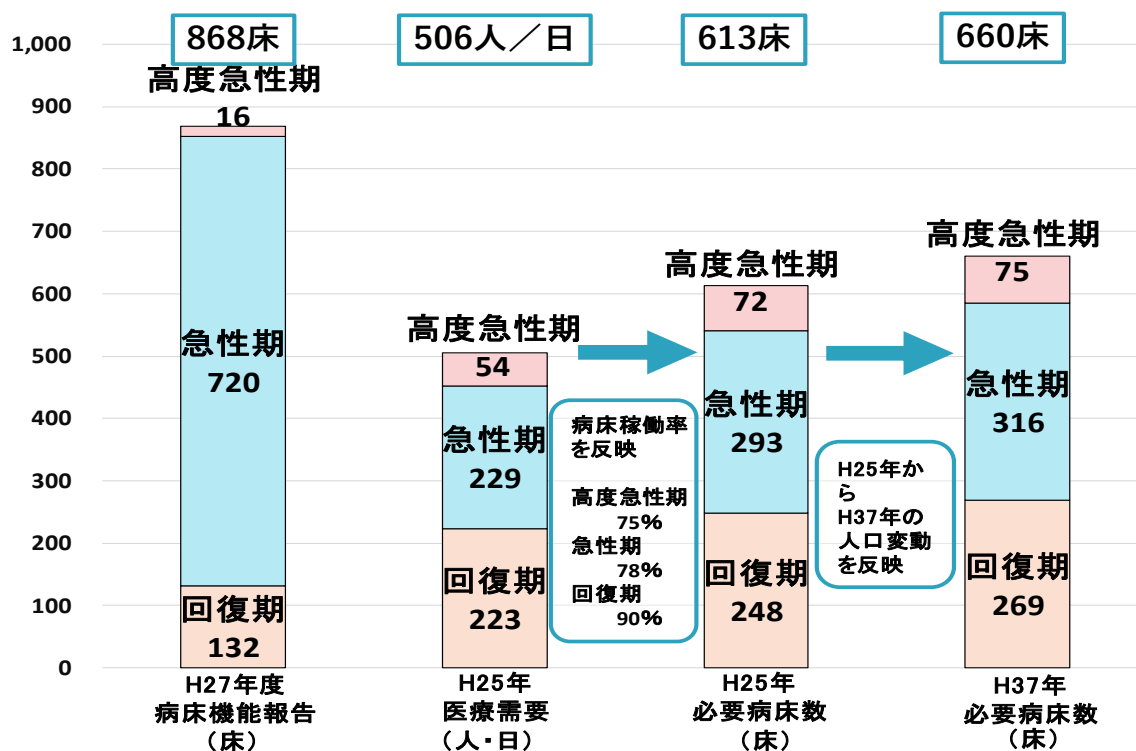 868床
506人／日
613床
660床
1,000
900
800
700
600
500
400
300
200
100
0
高度急性期
16
急性期
720
回復期
132
高度急性期
54
急性期
229
回復期
223
病床稼働率
を反映
高度急性期
75%
急性期
78%
回復期
90%
高度急性期
72
急性期
293
回復期
248
H25年か
ら
H37年の
人口変動
を反映
高度急性期
75
急性期
316
回復期
269
H27年度
病床機能報告
（床）
H25年
医療需要
（人・日）
H25年
必要病床数
（床）
H37年
必要病床数
（床）